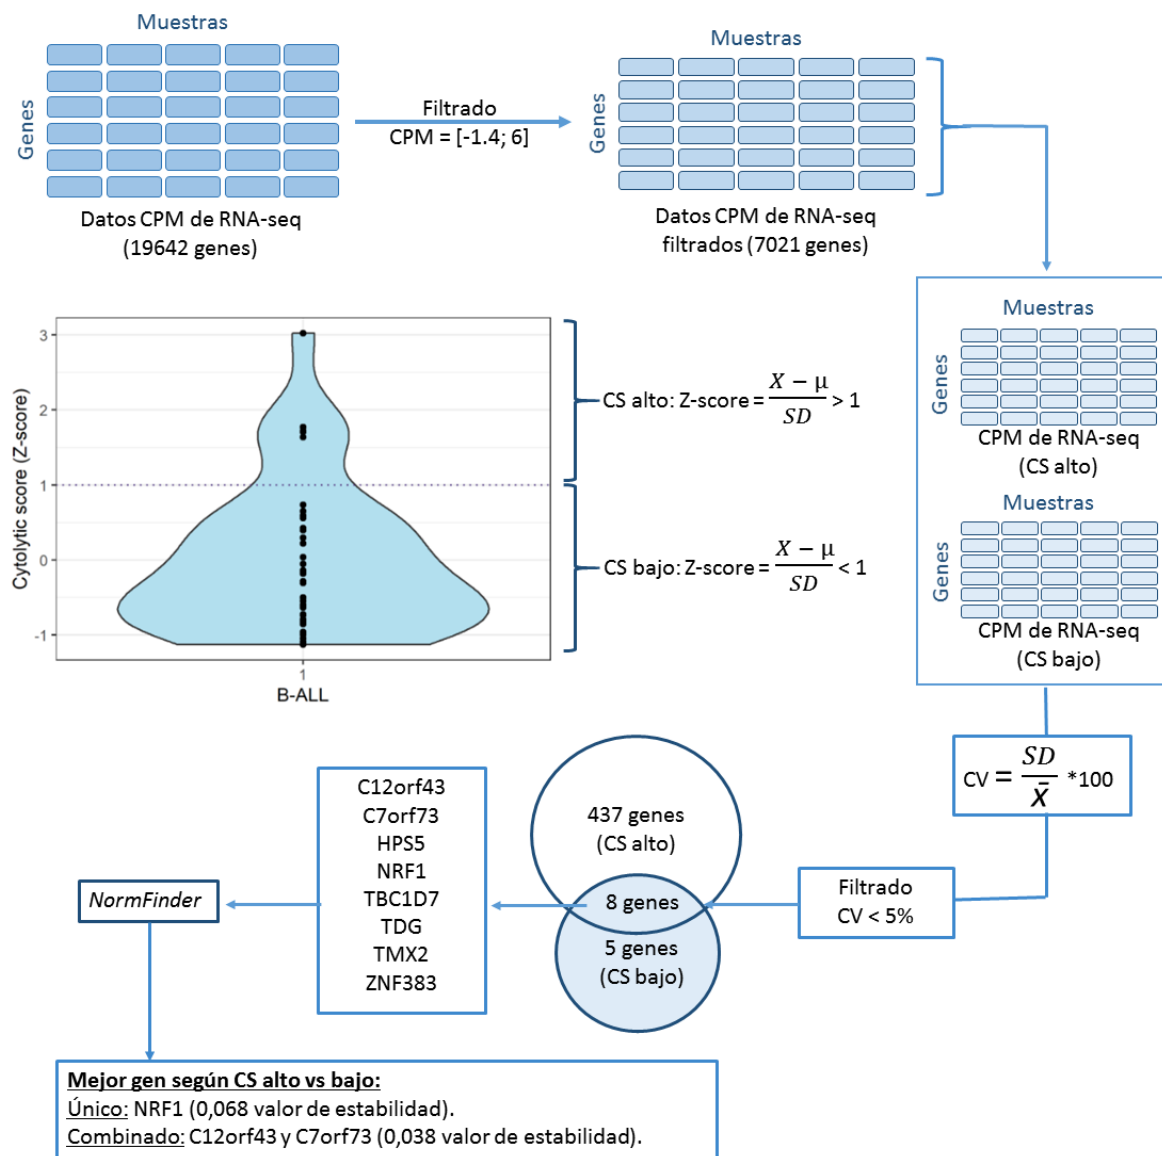 Muestras
Genes
Datos CPM de RNA-seq
(19642 genes)
Filtrado
CPM = [-1.4; 6]
Muestras
Genes
Datos CPM de RNA-seq
filtrados (7021 genes)
Cytolytic score (Z-score)
3
2
1
0
-1
1
B-ALL
CS alto: Z-score = X − µ / SD > 1
CS bajo: Z-score = X − µ / SD < 1
Muestras
Genes
CPM de RNA-seq
(CS alto)
Muestras
Genes
CPM de RNA-seq
(CS bajo)
CV = SD / X̄ *100
Filtrado
CV < 5%
437 genes
(CS alto)
8 genes
5 genes
(CS bajo)
C12orf43
C7orf73
HPS5
NRF1
TBC1D7
TDG
TMX2
ZNF383
NormFinder
Mejor gen según CS alto vs bajo:
Único: NRF1 (0,068 valor de estabilidad).
Combinado: C12orf43 y C7orf73 (0,038 valor de estabilidad).